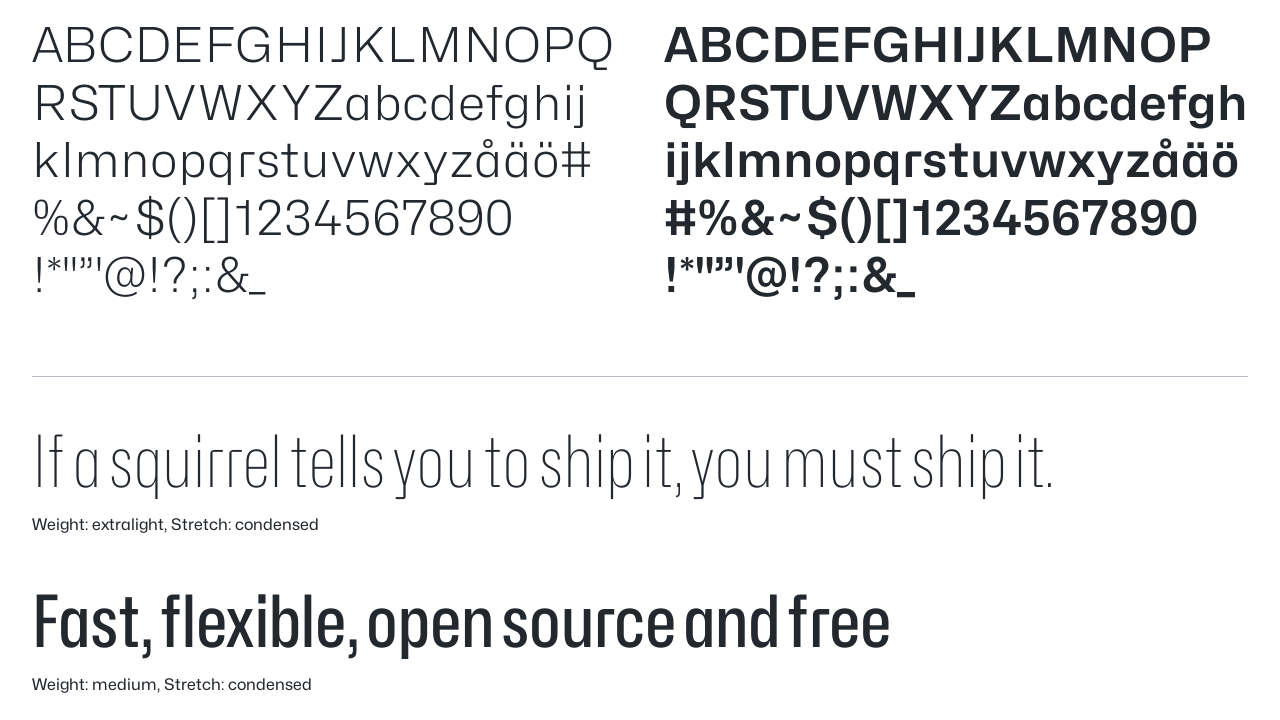 ABCDEFGHIJKLMNOPQ
RSTUVWXYZabcdefghij
klmnopqrstuvwxyzåäö#
%&~$()[]1234567890
!*"”'@!?;:&_
ABCDEFGHIJKLMNOP
QRSTUVWXYZabcdefgh
ijklmnopqrstuvwxyzåäö
#%&~$()[]1234567890
!*"”'@!?;:&_
If a squirrel tells you to ship it, you must ship it.
Weight: extralight, Stretch: condensed
Fast, flexible, open source and free
Weight: medium, Stretch: condensed